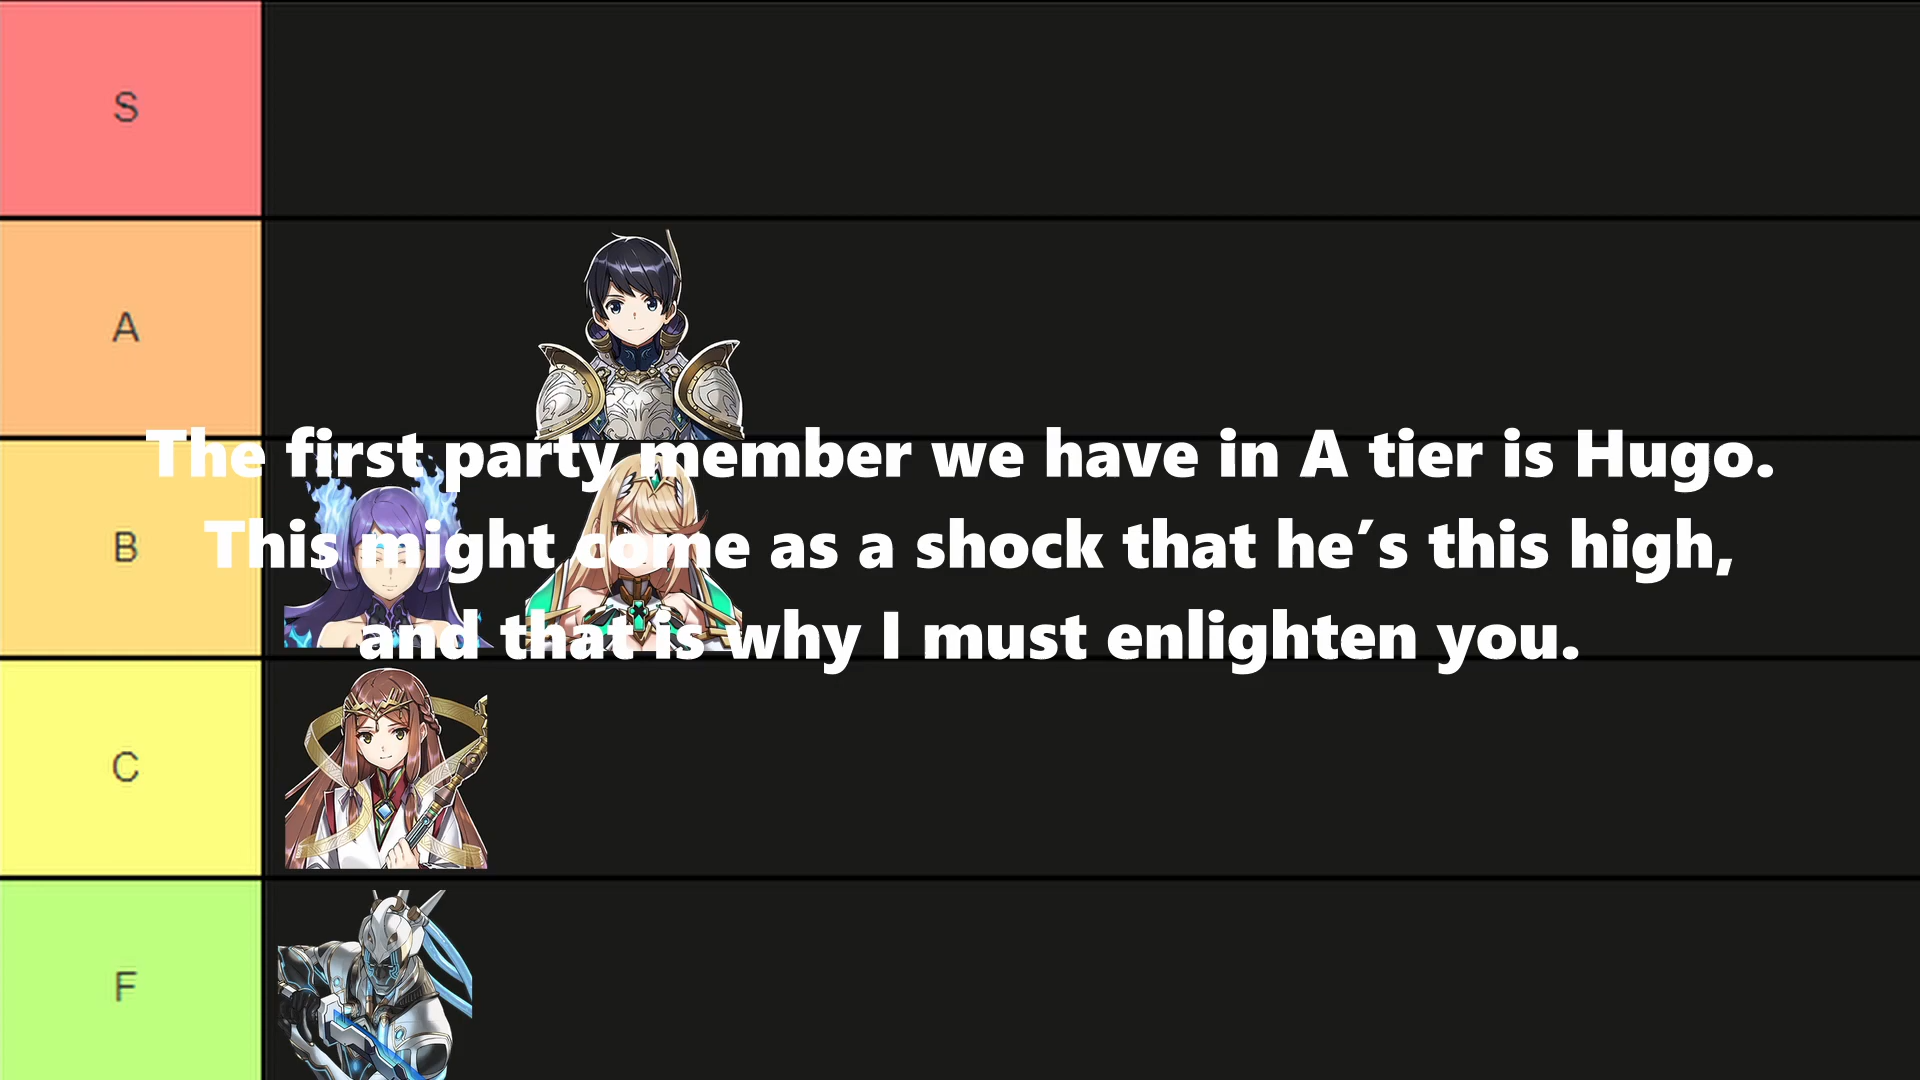 S
A
The first party member we have in A tier is Hugo.
B
This might come as a shock that he's this high,
and that is why I must enlighten you.
C
F